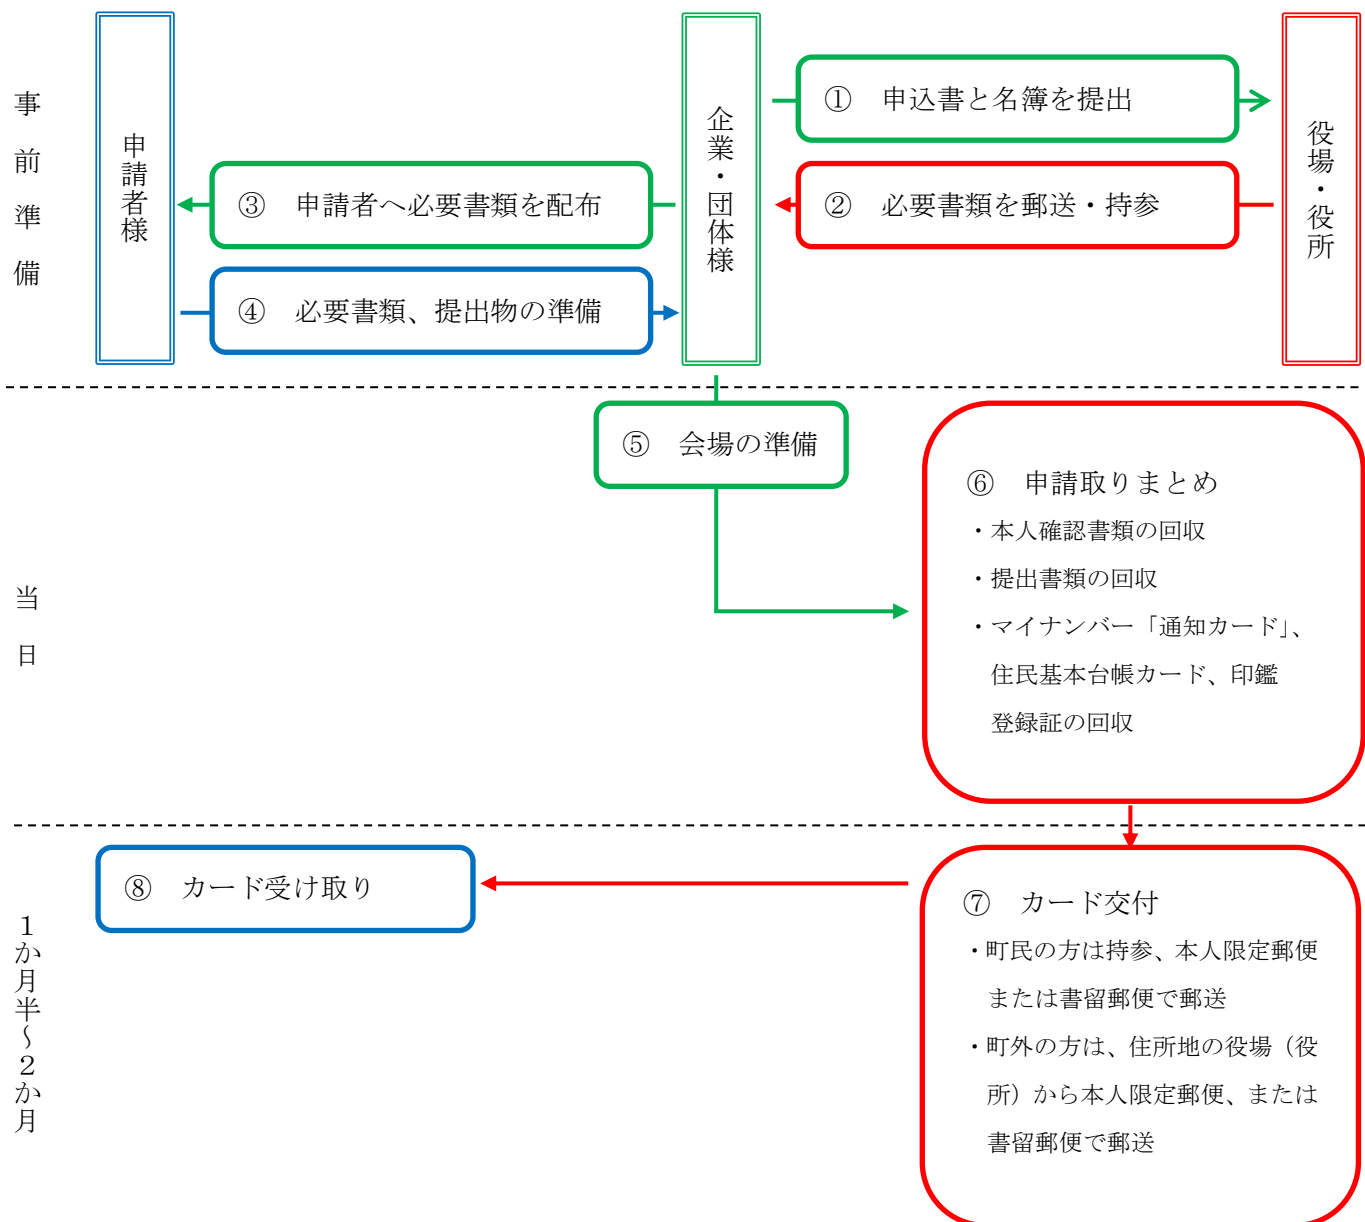 事前準備
申請者様
企業・団体様
役場・役所
① 申込書と名簿を提出
② 必要書類を郵送・持参
③ 申請者へ必要書類を配布
④ 必要書類、提出物の準備
当日
⑤ 会場の準備
⑥ 申請取りまとめ
・本人確認書類の回収
・提出書類の回収
・マイナンバー「通知カード」、
住民基本台帳カード、印鑑
登録証の回収
1か月半～2か月
⑦ カード交付
・町民の方は持参、本人限定郵便
または書留郵便で郵送
・町外の方は、住所地の役場（役
所）から本人限定郵便、または
書留郵便で郵送
⑧ カード受け取り